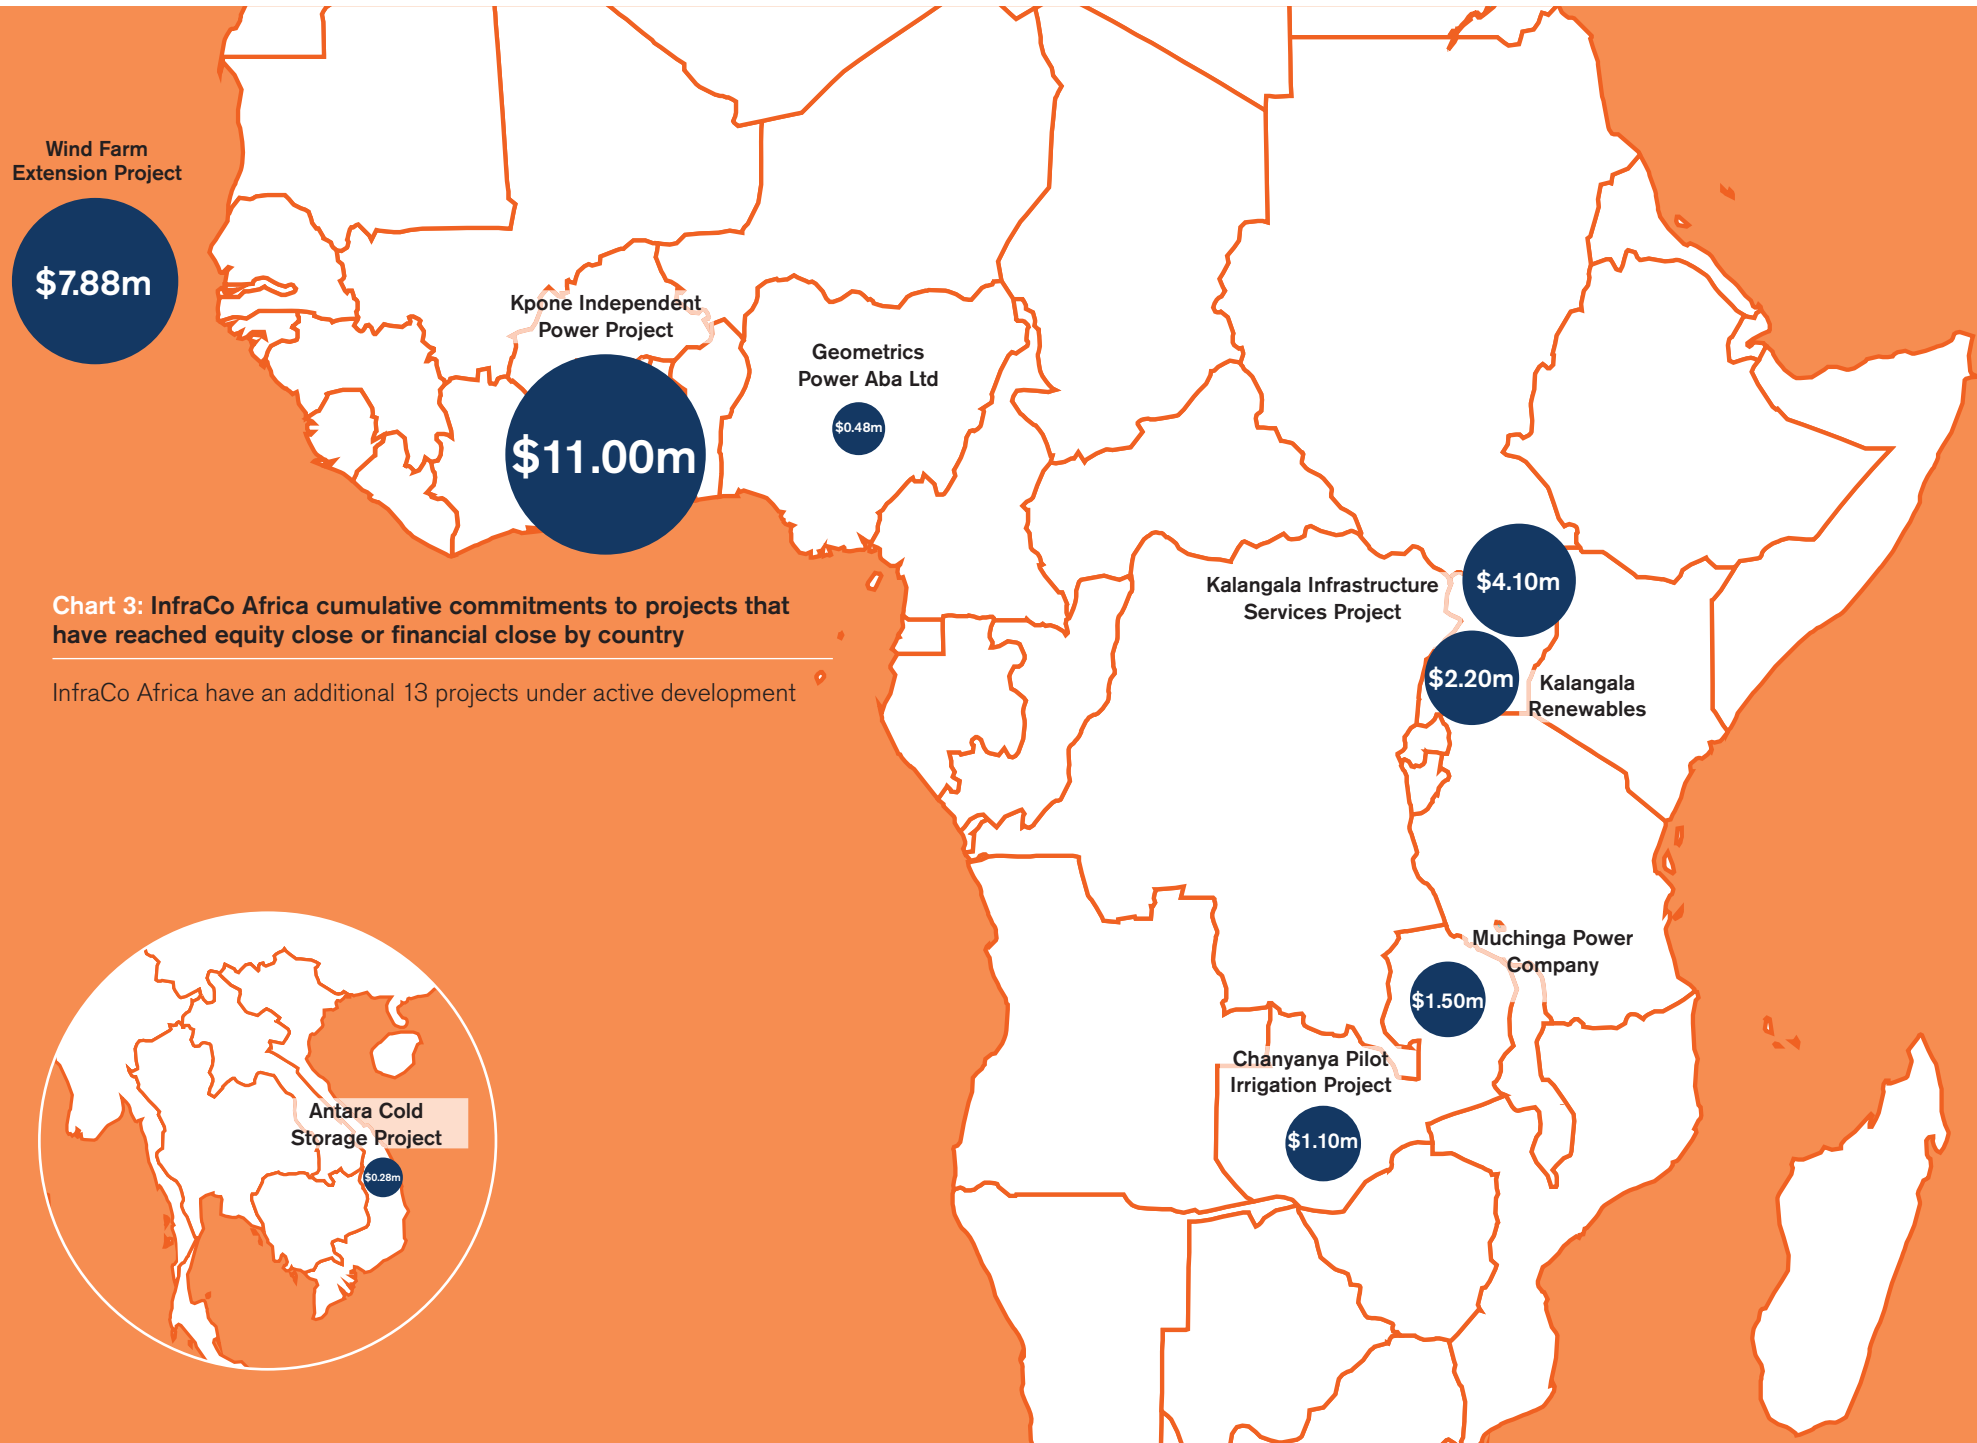 Wind Farm
Extension Project
$7.88m
Kpone Independent
Power Project
$11.00m
Geometrics
Power Aba Ltd
$0.48m
Chart 3: InfraCo Africa cumulative commitments to projects that
have reached equity close or financial close by country
InfraCo Africa have an additional 13 projects under active development
Kalangala Infrastructure
Services Project
$4.10m
$2.20m
Kalangala
Renewables
Muchinga Power
Company
$1.50m
Chanyanya Pilot
Irrigation Project
$1.10m
Antara Cold
Storage Project
$0.28m